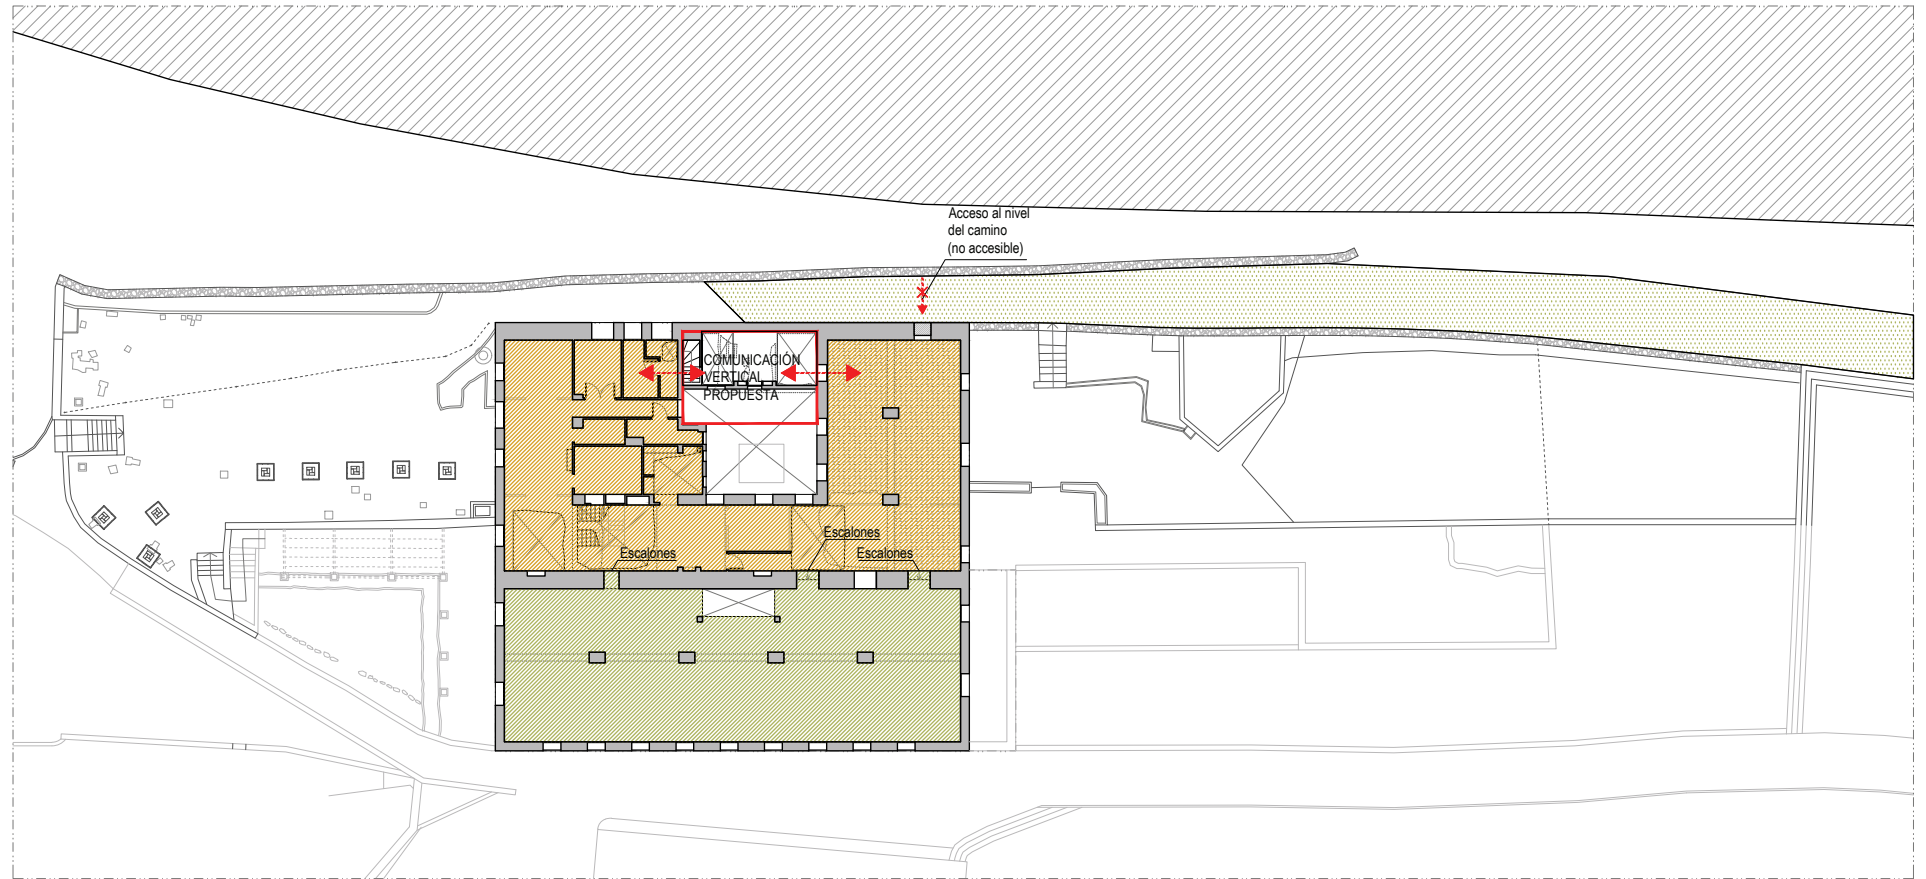 Acceso al nivel
del camino
(no accesible)
COMUNICACIÓN
VERTICAL
PROPUESTA
Escalones
Escalones
Escalones